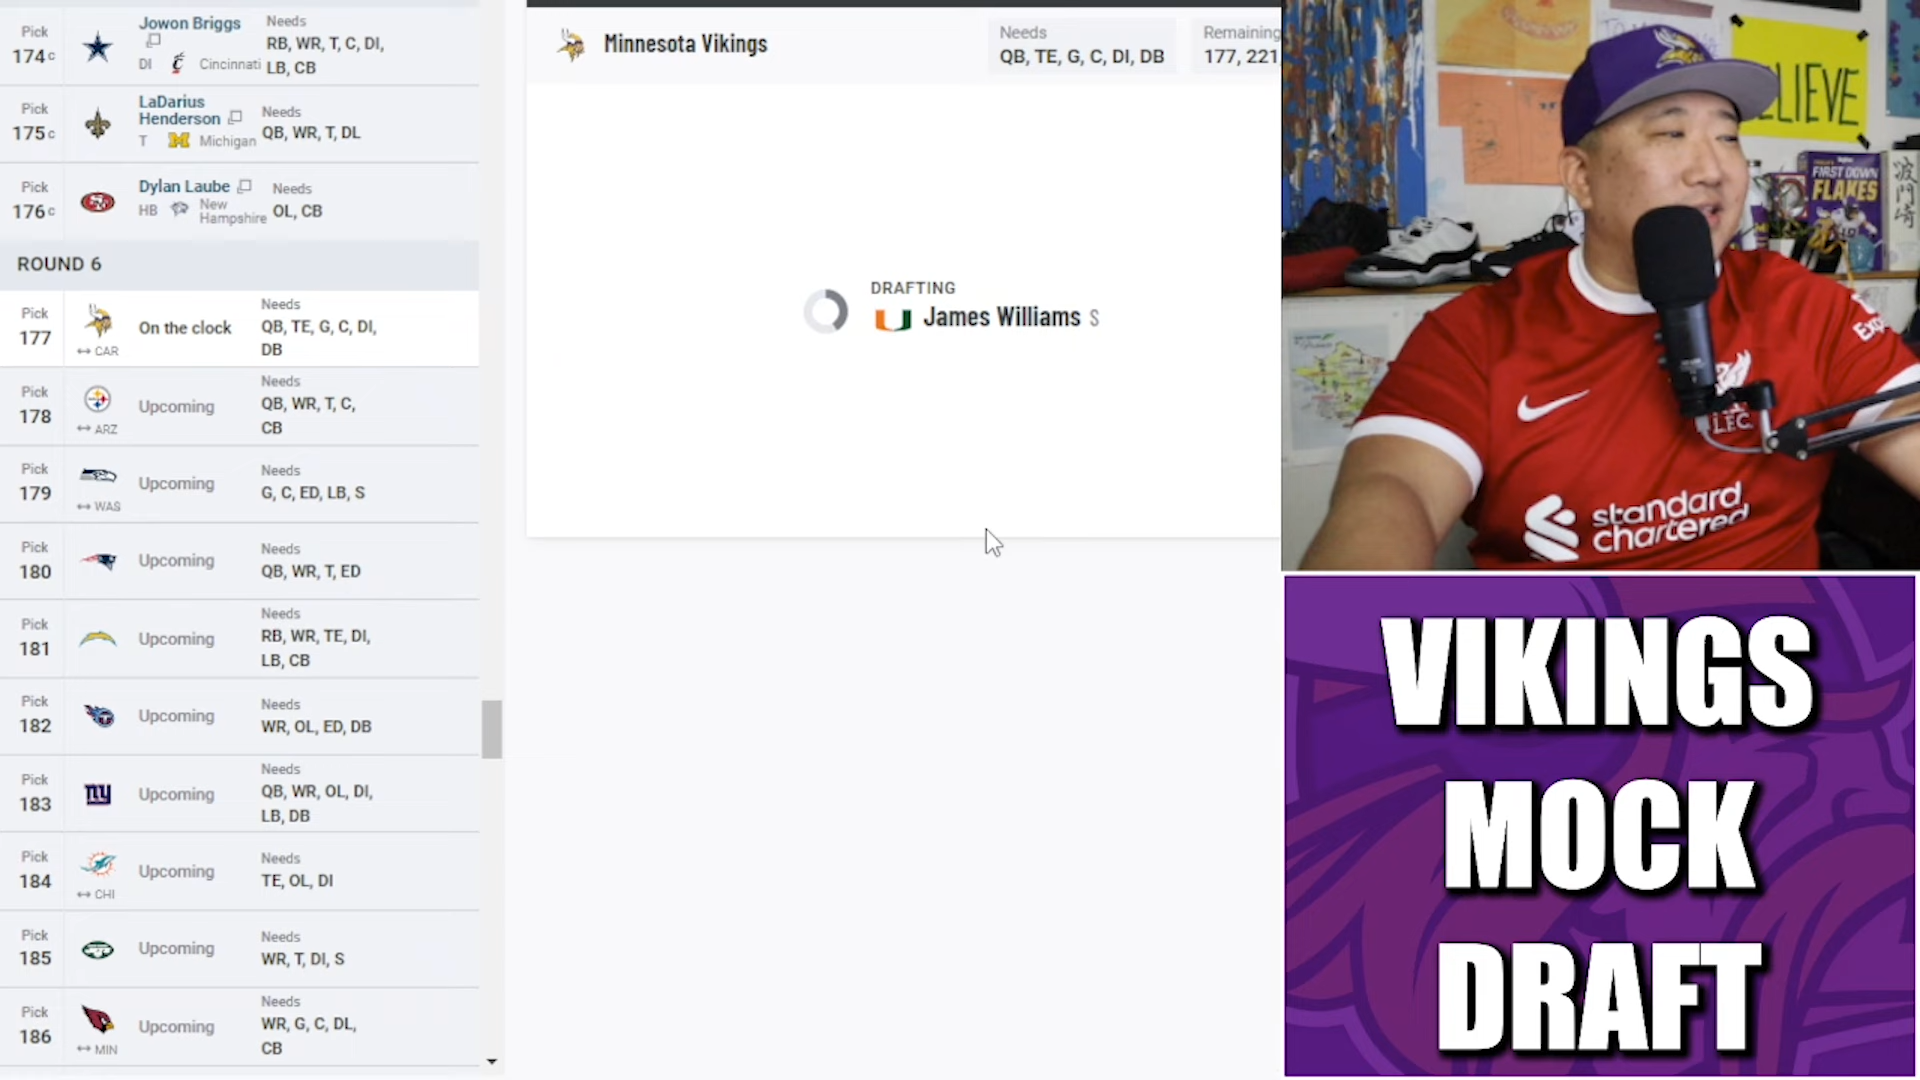 Pick
174 c
Jowon Briggs
DI Cincinnati
Needs
RB, WR, T, C, DI,
LB, CB
Pick
175 c
LaDarius
Henderson
T Michigan
Needs
QB, WR, T, DL
Pick
176 c
Dylan Laube
HB New
Hampshire
Needs
OL, CB
ROUND 6
Pick
177
↔ CAR
On the clock
Needs
QB, TE, G, C, DI,
DB
Pick
178
↔ ARZ
Upcoming
Needs
QB, WR, T, C,
CB
Pick
179
↔ WAS
Upcoming
Needs
G, C, ED, LB, S
Pick
180
Upcoming
Needs
QB, WR, T, ED
Pick
181
Upcoming
Needs
RB, WR, TE, DI,
LB, CB
Pick
182
Upcoming
Needs
WR, OL, ED, DB
Pick
183
ny
Upcoming
Needs
QB, WR, OL, DI,
LB, DB
Pick
184
↔ CHI
Upcoming
Needs
TE, OL, DI
Pick
185
Upcoming
Needs
WR, T, DI, S
Pick
186
↔ MIN
Upcoming
Needs
WR, G, C, DL,
CB
Minnesota Vikings
Needs
QB, TE, G, C, DI, DB
Remaining
177, 221,
DRAFTING
James Williams S
ELIEVE
FIRST DOWN
FLAKES
波
門
崎
Exp
L.F.C.
standard
chartered
VIKINGS
MOCK
DRAFT